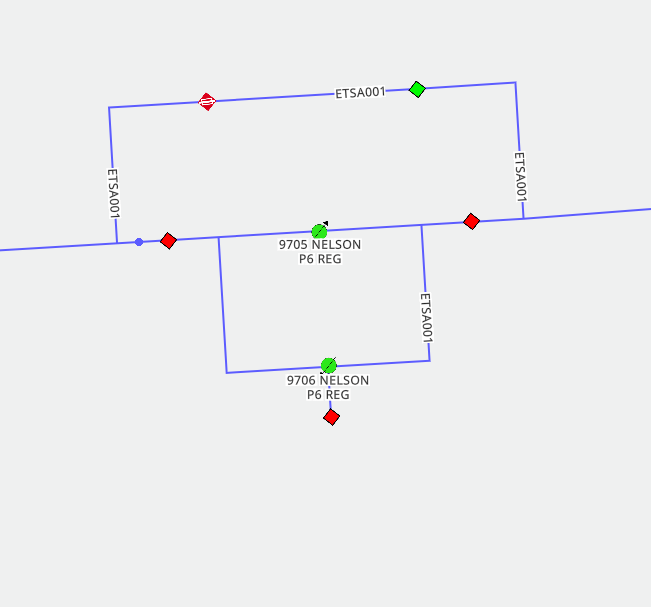 ETSA001
ETSA001
ETSA001
9705 NELSON
P6 REG
ETSA001
9706 NELSON
P6 REG